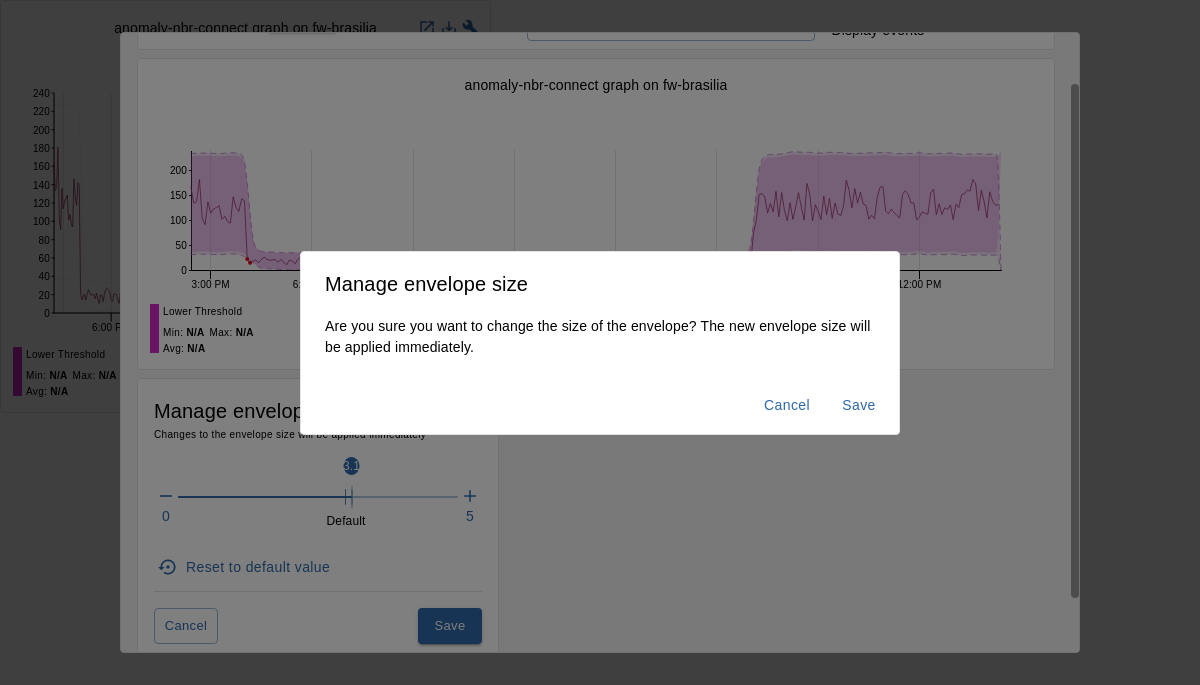 anomaly-nbr-connect graph on fw-brasilia
Display events
anomaly-nbr-connect graph on fw-brasilia
240
220
200
180
160
140
120
100
80
60
40
20
0
6:00 P
Lower Threshold
Min: N/A Max: N/A
Avg: N/A
200
150
100
50
0
3:00 PM
6:
12:00 PM
Lower Threshold
Min: N/A Max: N/A
Avg: N/A
Manage envelope size
Are you sure you want to change the size of the envelope? The new envelope size will
be applied immediately.
Cancel Save
Manage envelop
Changes to the envelope size will be applied immediately
3.1
0 5
Default
Reset to default value
Cancel Save